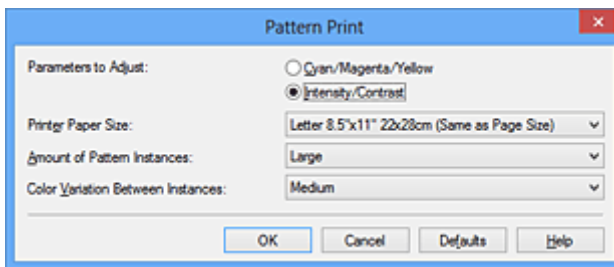 Pattern Print
Parameters to Adjust:
Cyan/Magenta/Yellow
Intensity/Contrast
Printer Paper Size:
Letter 8.5"x11" 22x28cm (Same as Page Size)
Amount of Pattern Instances:
Large
Color Variation Between Instances:
Medium
OK Cancel Defaults Help